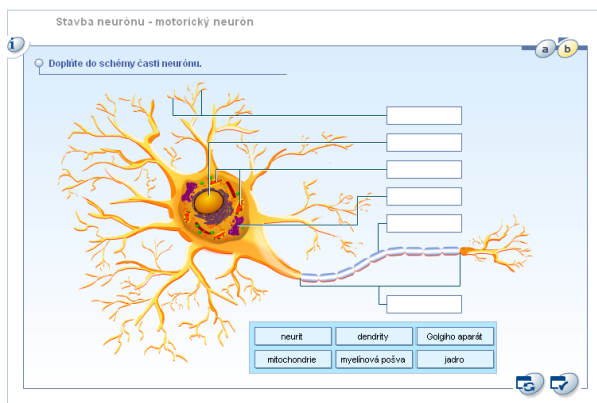 Stavba neurónu - motorický neurón
i
a b
Doplňte do schémy časti neurónu.
neurit dendrity Golgiho aparát
mitochondrie myelínová pošva jadro